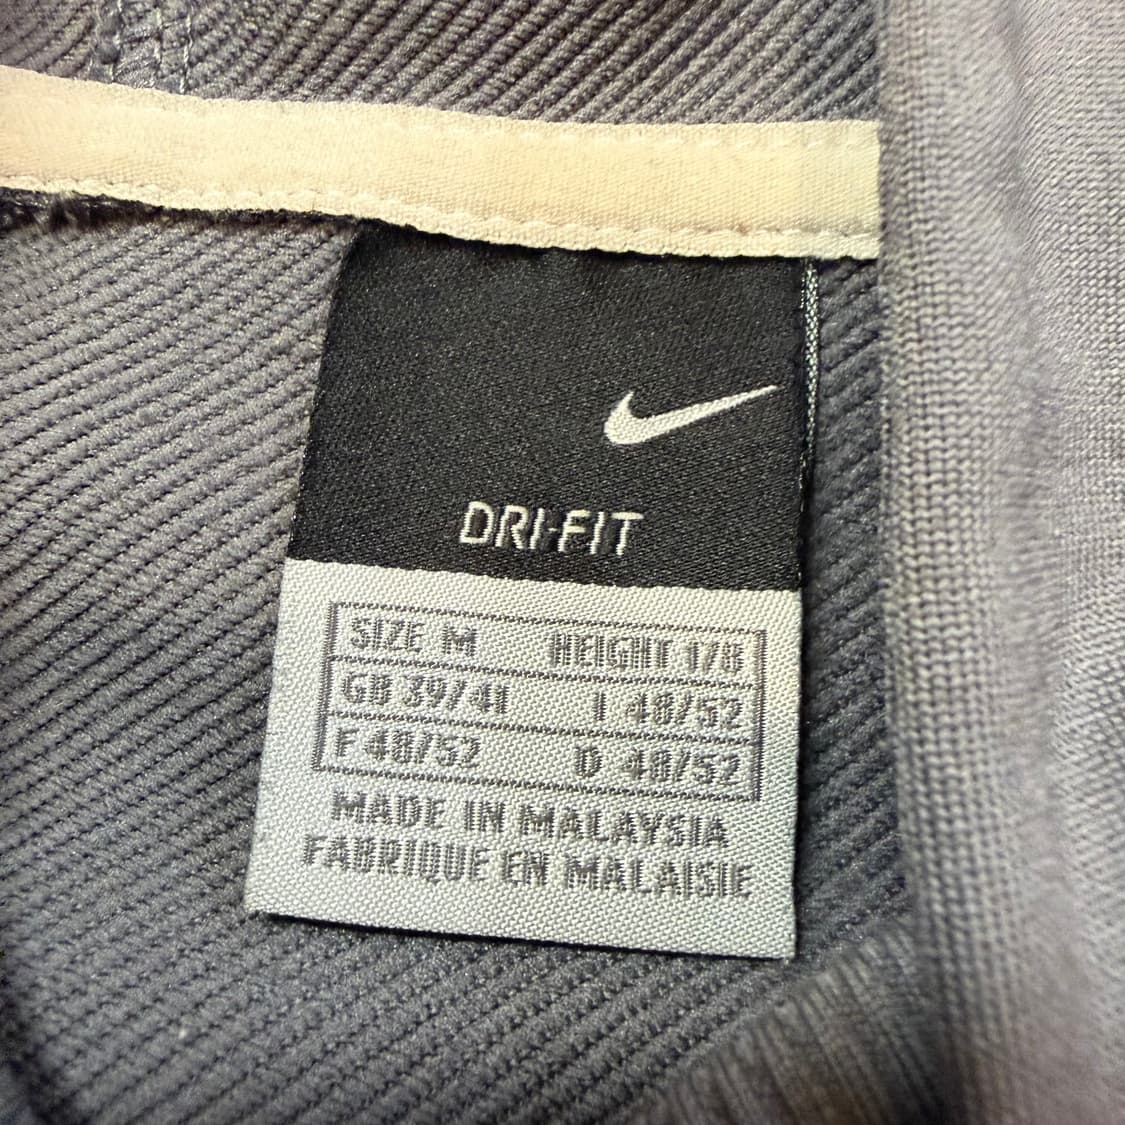 DRI-FIT
SIZE M HEIGHT 178
GB 39/41 I 48/52
F 48/52 D 48/52
MADE IN MALAYSIA
FABRIQUE EN MALAISIE